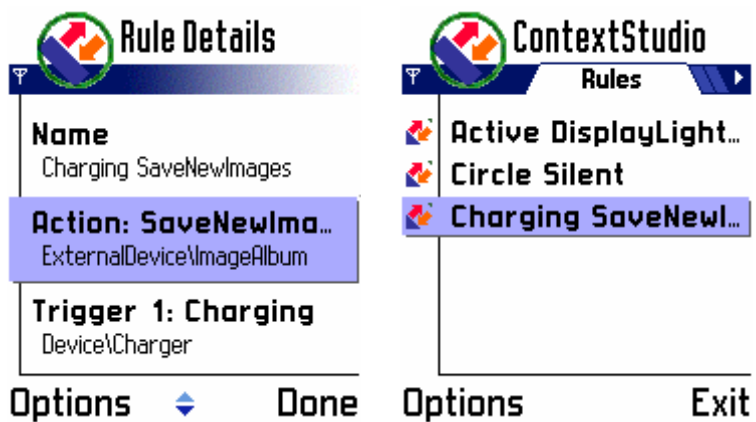 Rule Details
Name
Charging SaveNewImages
Action: SaveNewIma…
ExternalDevice\ImageAlbum
Trigger 1: Charging
Device\Charger
Options Done
ContextStudio
Rules
Active DisplayLight…
Circle Silent
Charging SaveNewI…
Options Exit